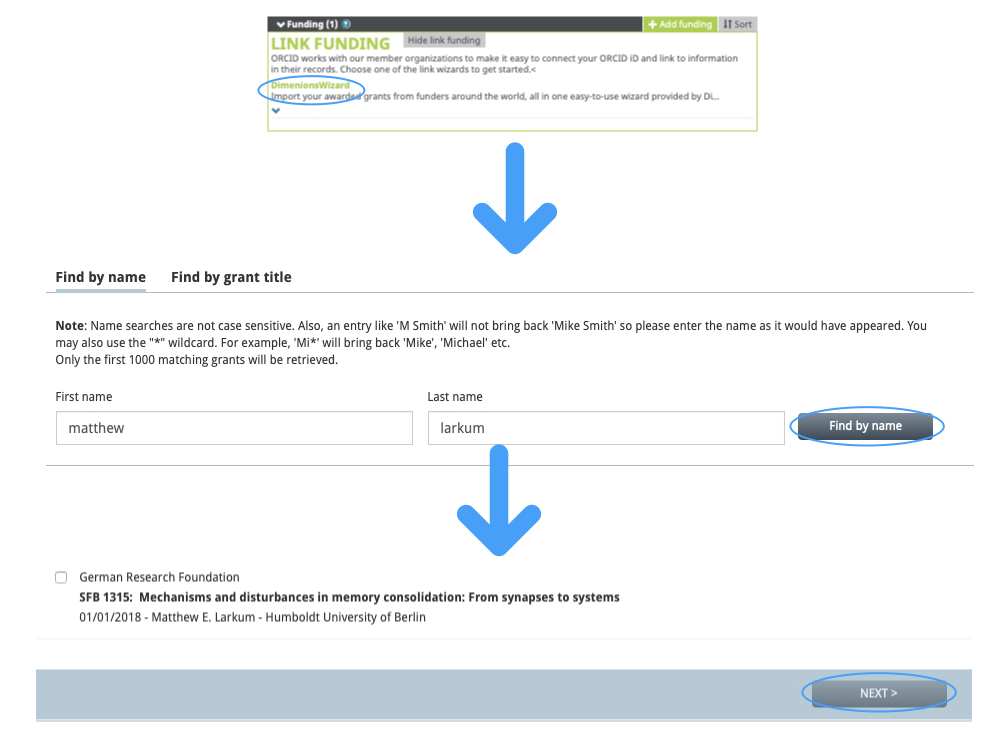 Funding (1) ?
Add funding
Sort
LINK FUNDING
Hide link funding
ORCID works with our member organizations to make it easy to connect your ORCID iD and link to information
in their records. Choose one of the link wizards to get started.<
DimenionsWizard
Import your awarded grants from funders around the world, all in one easy-to-use wizard provided by Di...
Find by name
Find by grant title
Note: Name searches are not case sensitive. Also, an entry like 'M Smith' will not bring back 'Mike Smith' so please enter the name as it would have appeared. You
may also use the "*" wildcard. For example, 'Mi*' will bring back 'Mike', 'Michael' etc.
Only the first 1000 matching grants will be retrieved.
First name
Last name
matthew
larkum
Find by name
German Research Foundation
SFB 1315: Mechanisms and disturbances in memory consolidation: From synapses to systems
01/01/2018 - Matthew E. Larkum - Humboldt University of Berlin
NEXT >